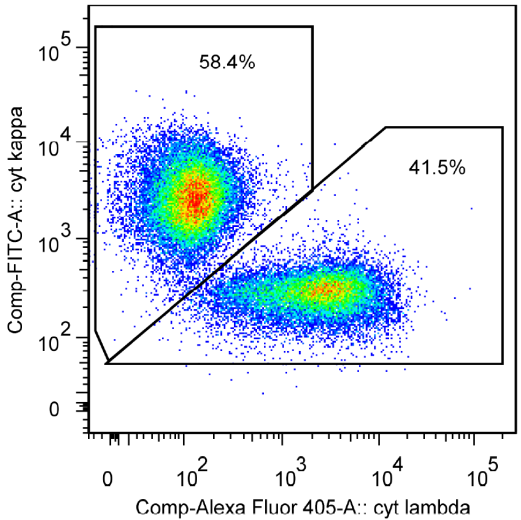 10^5
58.4%
10^4
41.5%
10^3
10^2
0
Comp-FITC-A:: cyt kappa
0 10^2 10^3 10^4 10^5
Comp-Alexa Fluor 405-A:: cyt lambda